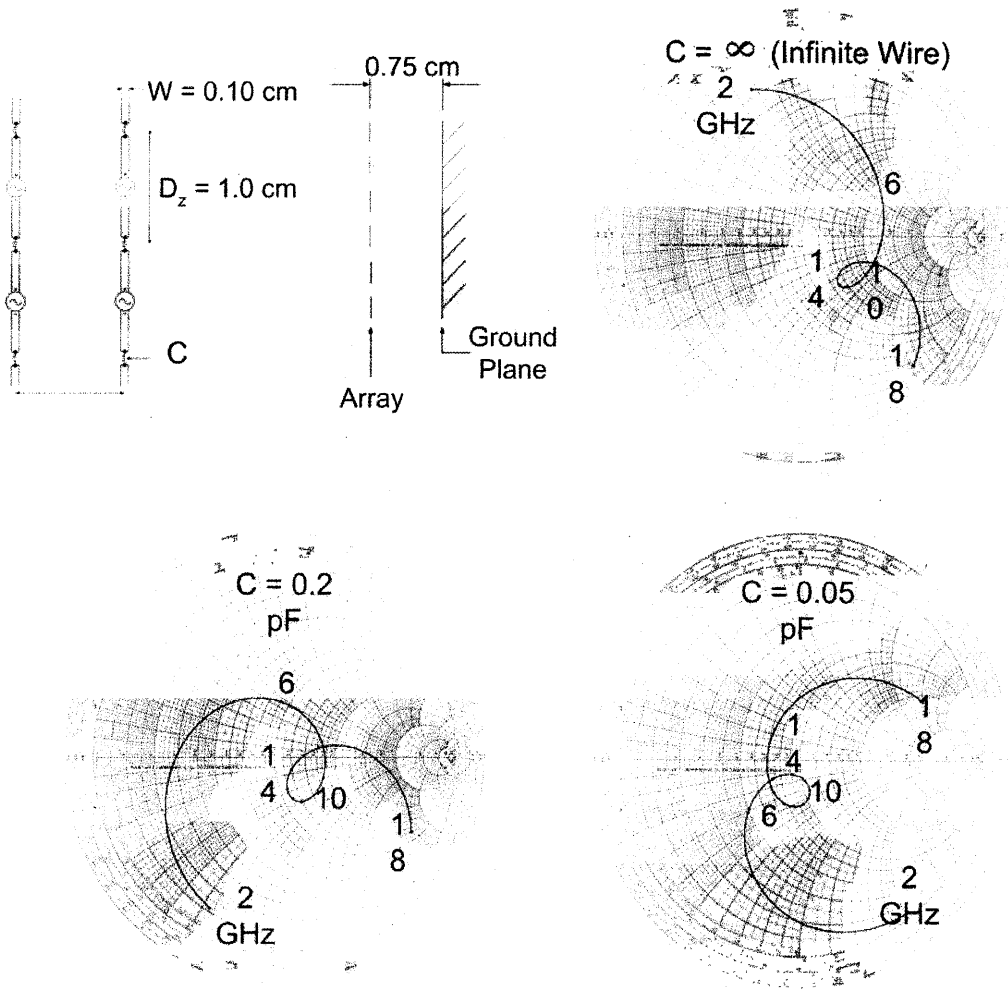 W = 0.10 cm
D_z = 1.0 cm
C
0.75 cm
Array
Ground
Plane
C = ∞ (Infinite Wire)
2
GHz
6
1
4
1
0
1
8
C = 0.2
pF
6
1
4
10
1
8
2
GHz
C = 0.05
pF
1
4
1
8
10
6
2
GHz